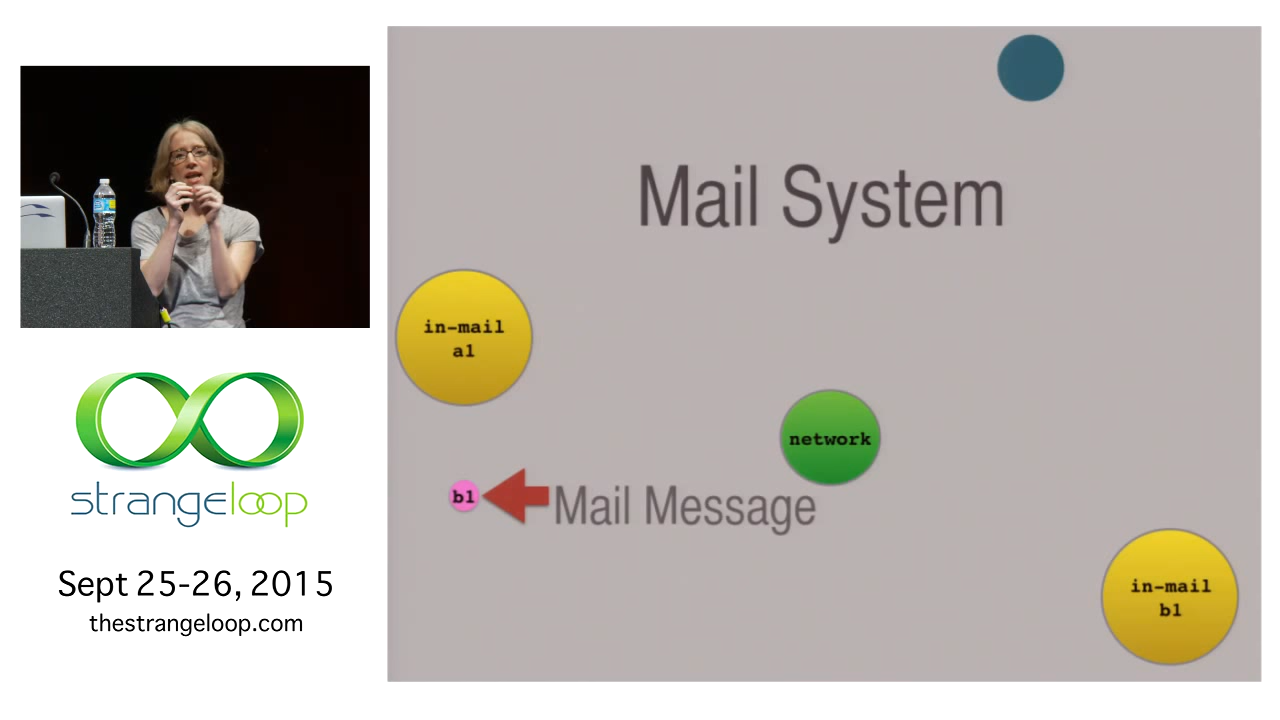 Mail System
in-mail
a1
network
b1
Mail Message
in-mail
b1
strangeloop
Sept 25-26, 2015
thestrangeloop.com